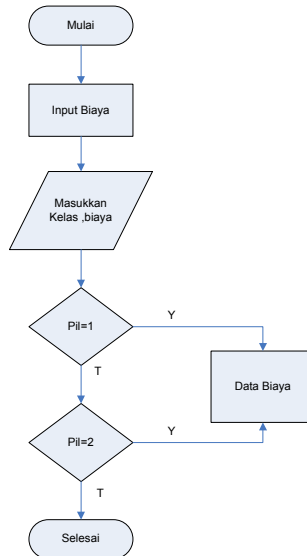 Mulai
Input Biaya
Masukkan
Kelas ,biaya
Pil=1
Y
T
Data Biaya
Pil=2
Y
T
Selesai